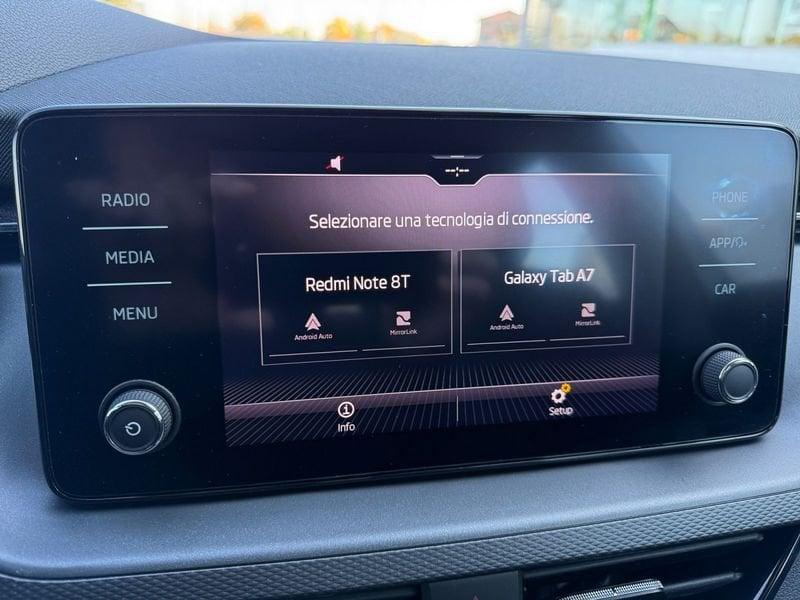 RADIO
MEDIA
MENU
--:--
Selezionare una tecnologia di connessione.
Redmi Note 8T
Android Auto
MirrorLink
Galaxy Tab A7
Android Auto
MirrorLink
Info
Setup
PHONE
APP/
CAR